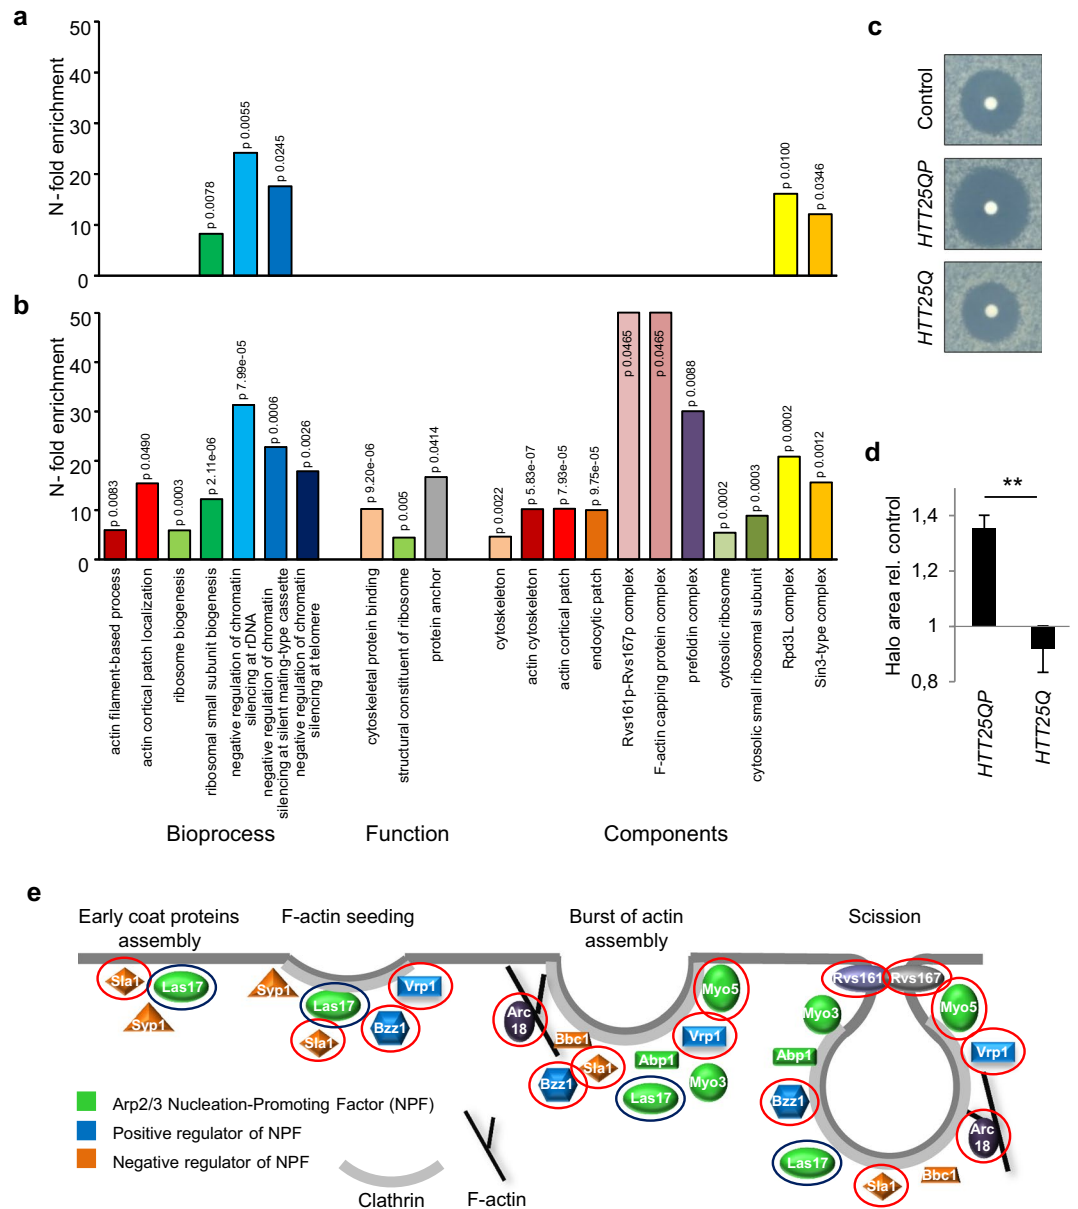 a
N- fold enrichment
50
40
30
20
10
0
p 0.0078
p 0.0055
p 0.0245
p 0.0100
p 0.0346
b
N- fold enrichment
50
40
30
20
10
0
p 0.0083
p 0.0490
p 0.0003
p 2.11e-06
p 7.99e-05
p 0.0006
p 0.0026
p 9.20e-06
p 0.005
p 0.0414
p 0.0022
p 5.83e-07
p 7.93e-05
p 9.75e-05
p 0.0465
p 0.0465
p 0.0088
p 0.0002
p 0.0003
p 0.0002
p 0.0012
actin filament-based process
actin cortical patch localization
ribosome biogenesis
ribosomal small subunit biogenesis
negative regulation of chromatin
silencing at rDNA
negative regulation of chromatin
silencing at silent mating-type cassette
negative regulation of chromatin
silencing at telomere
cytoskeletal protein binding
structural constituent of ribosome
protein anchor
cytoskeleton
actin cytoskeleton
actin cortical patch
endocytic patch
Rvs161p-Rvs167p complex
F-actin capping protein complex
prefoldin complex
cytosolic ribosome
cytosolic small ribosomal subunit
Rpd3L complex
Sin3-type complex
Bioprocess
Function
Components
c
Control
HTT25QP
HTT25Q
d
Halo area rel. control
1,4
1,2
1
0,8
**
HTT25QP
HTT25Q
e
Early coat proteins
assembly
F-actin seeding
Burst of actin
assembly
Scission
Sla1
Las17
Syp1
Syp1
Las17
Sla1
Vrp1
Bzz1
Arc
18
Bbc1
Bzz1
Sla1
Abp1
Las17
Myo5
Vrp1
Myo3
Rvs161
Rvs167
Myo3
Myo5
Abp1
Vrp1
Bzz1
Arc
18
Las17
Sla1
Bbc1
Arp2/3 Nucleation-Promoting Factor (NPF)
Positive regulator of NPF
Negative regulator of NPF
Clathrin
F-actin